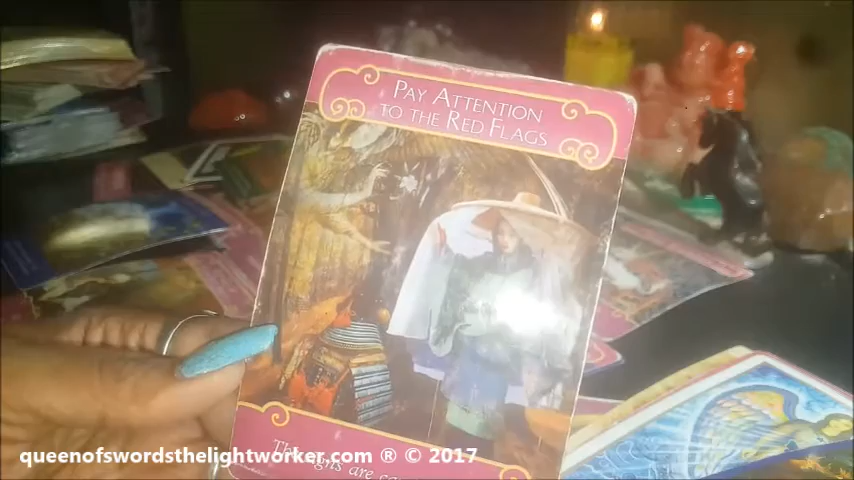 PAY ATTENTION
TO THE RED FLAGS
queenofswordsthelightworker.com ® © 2017